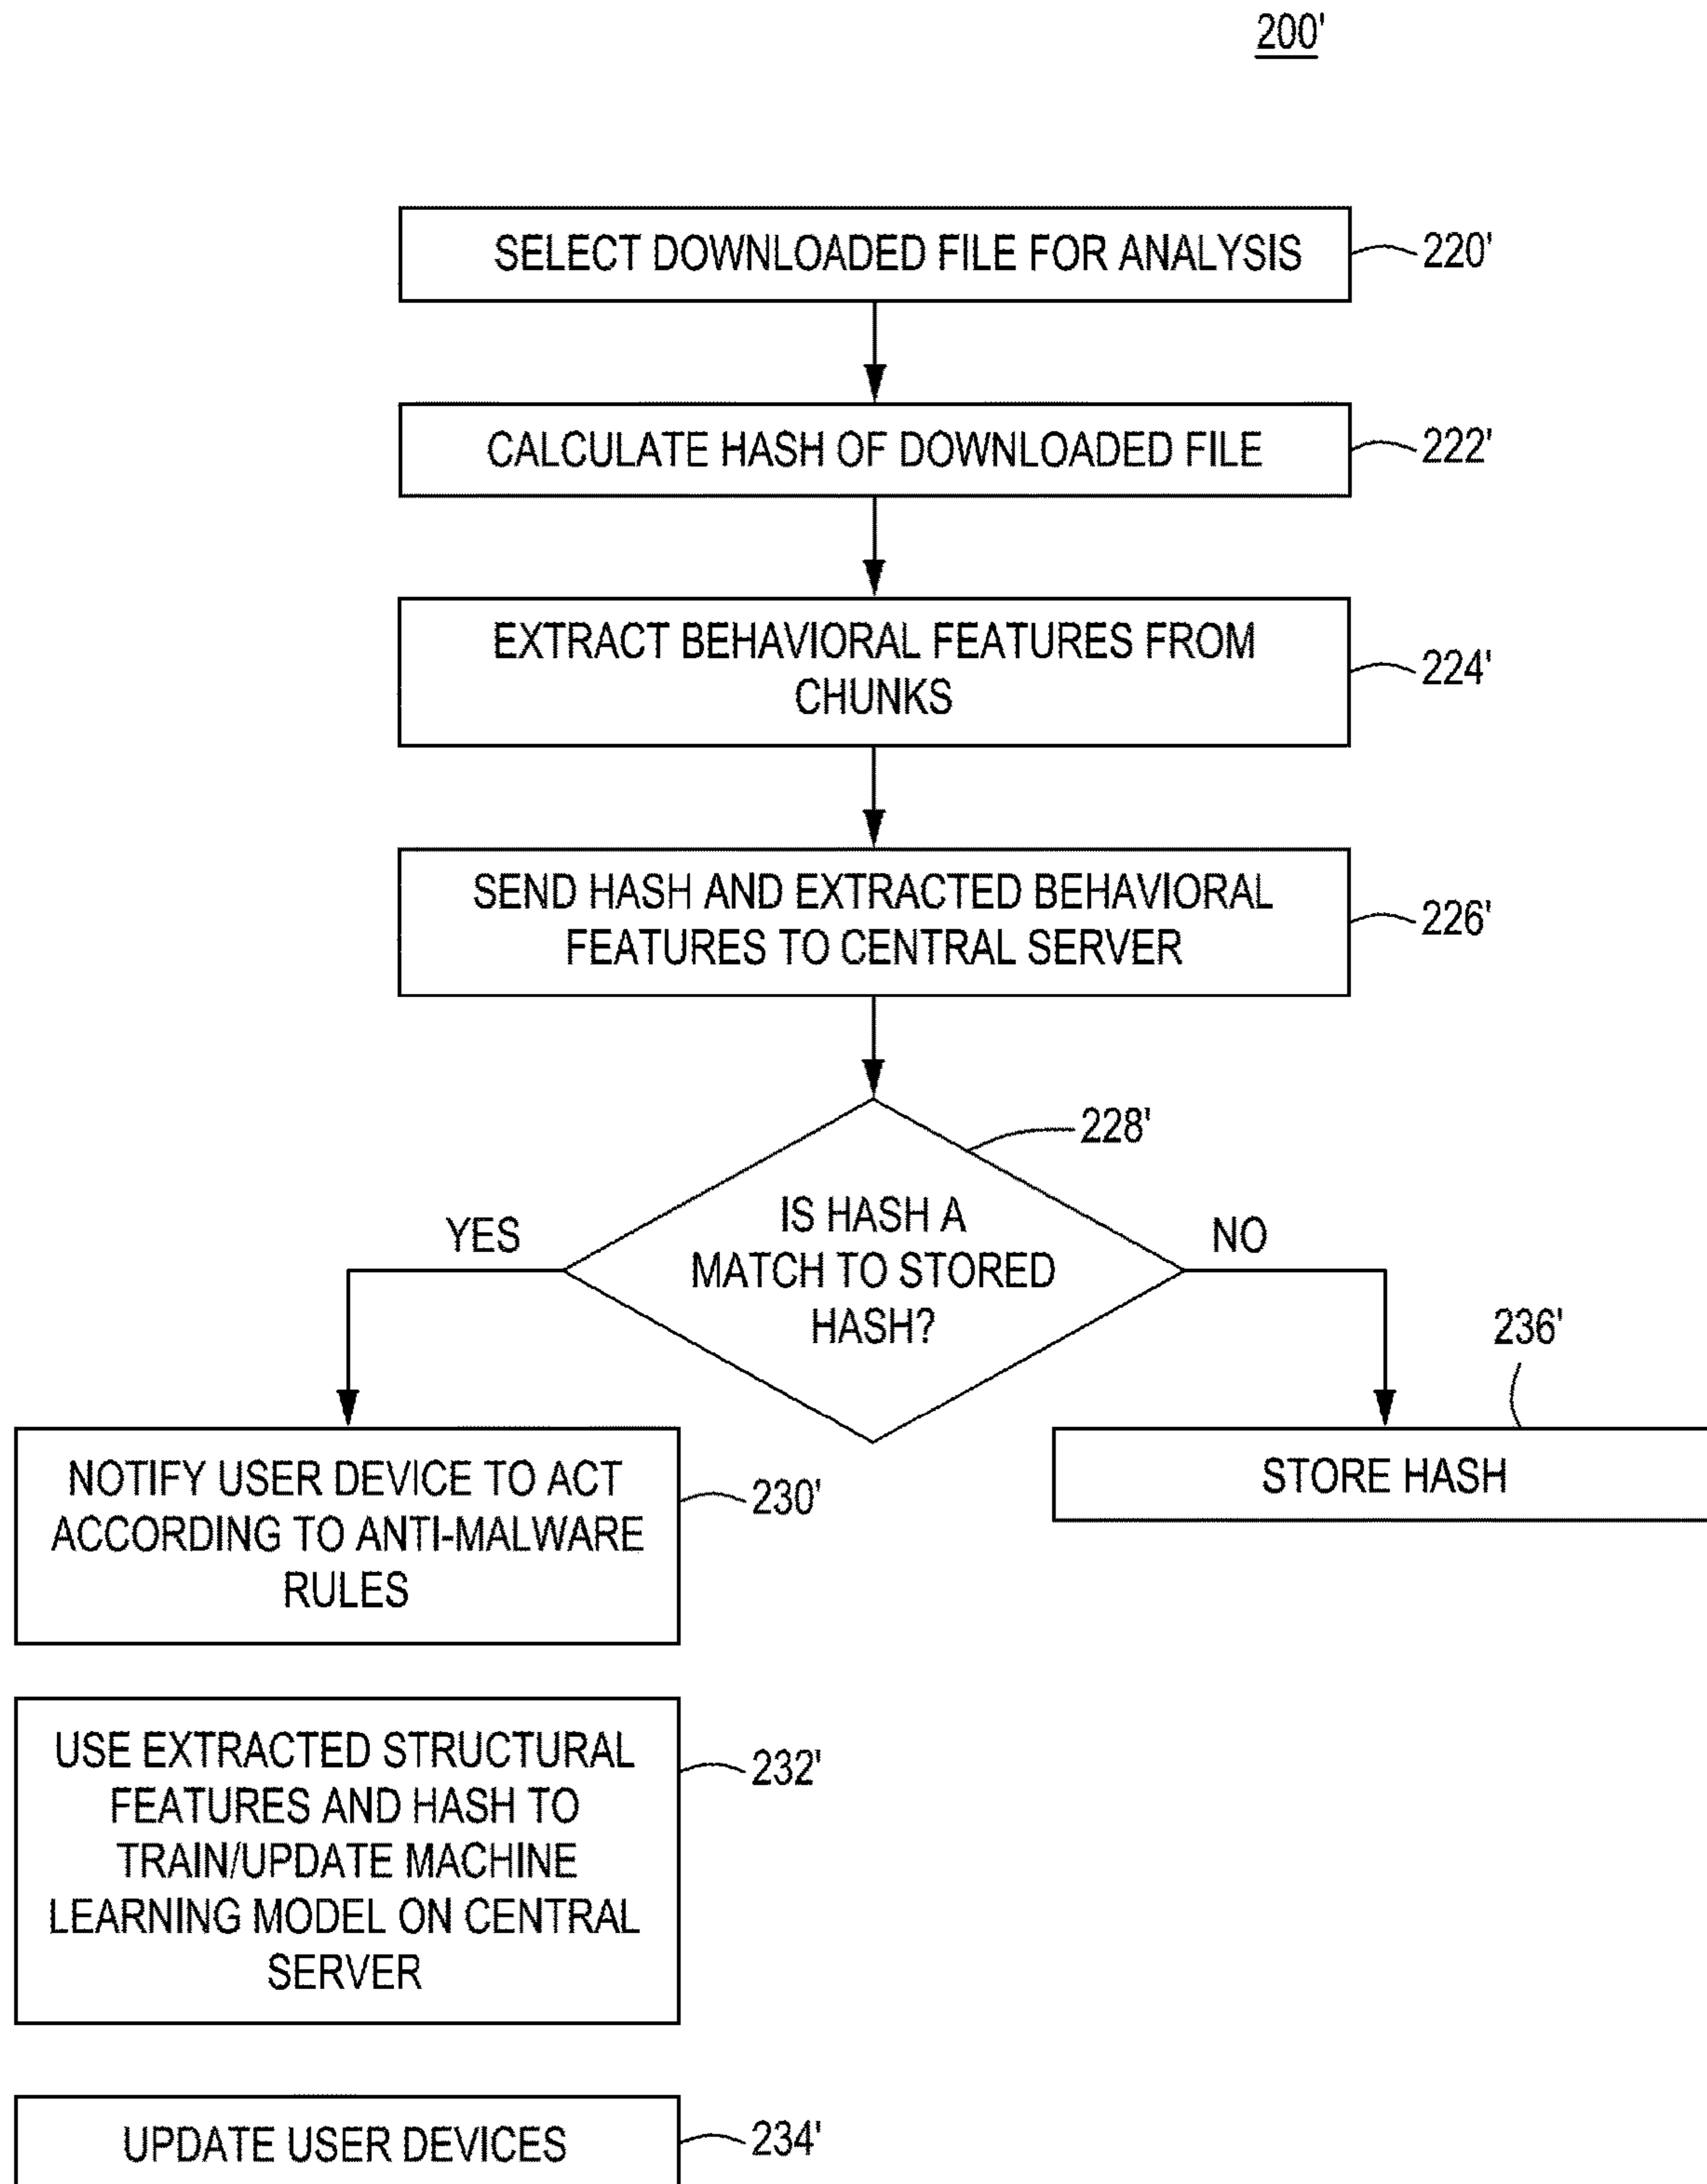 200'
SELECT DOWNLOADED FILE FOR ANALYSIS
220'
CALCULATE HASH OF DOWNLOADED FILE
222'
EXTRACT BEHAVIORAL FEATURES FROM
CHUNKS
224'
SEND HASH AND EXTRACTED BEHAVIORAL
FEATURES TO CENTRAL SERVER
226'
228'
IS HASH A
MATCH TO STORED
HASH?
YES
NO
236'
STORE HASH
NOTIFY USER DEVICE TO ACT
ACCORDING TO ANTI-MALWARE
RULES
230'
USE EXTRACTED STRUCTURAL
FEATURES AND HASH TO
TRAIN/UPDATE MACHINE
LEARNING MODEL ON CENTRAL
SERVER
232'
UPDATE USER DEVICES
234'